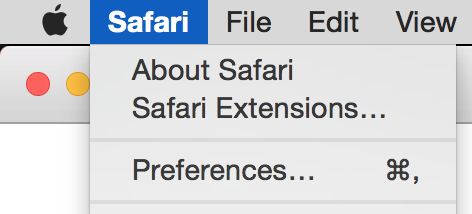 Safari File Edit View
About Safari
Safari Extensions…
Preferences… ⌘,